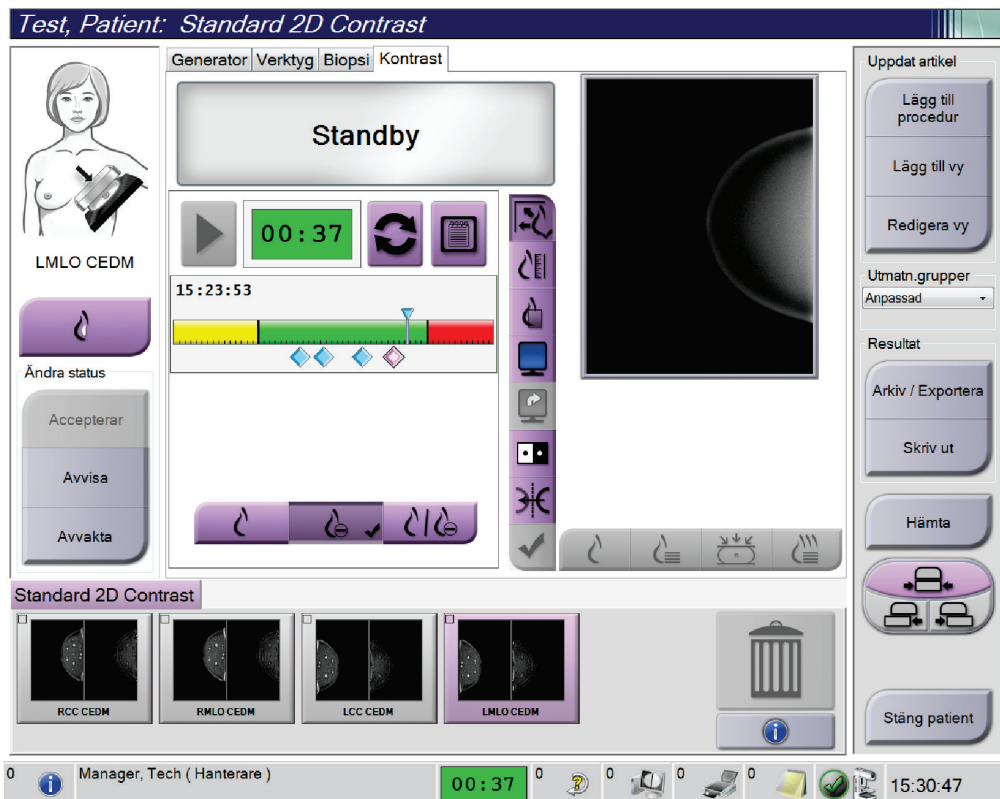 Test, Patient: Standard 2D Contrast
Generator Verktyg Biopsi Kontrast
Standby
LMLO CEDM
00:37
15:23:53
Ändra status
Accepterar
Avvisa
Avvakta
Uppdat artikel
Lägg till
procedur
Lägg till vy
Redigera vy
Utmatn.grupper
Anpassad
Resultat
Arkiv / Exportera
Skriv ut
Hämta
Stäng patient
Standard 2D Contrast
RCC CEDM
RMLO CEDM
LCC CEDM
LMLO CEDM
0 Manager, Tech ( Hanterare ) 00:37 0 0 0 0 15:30:47